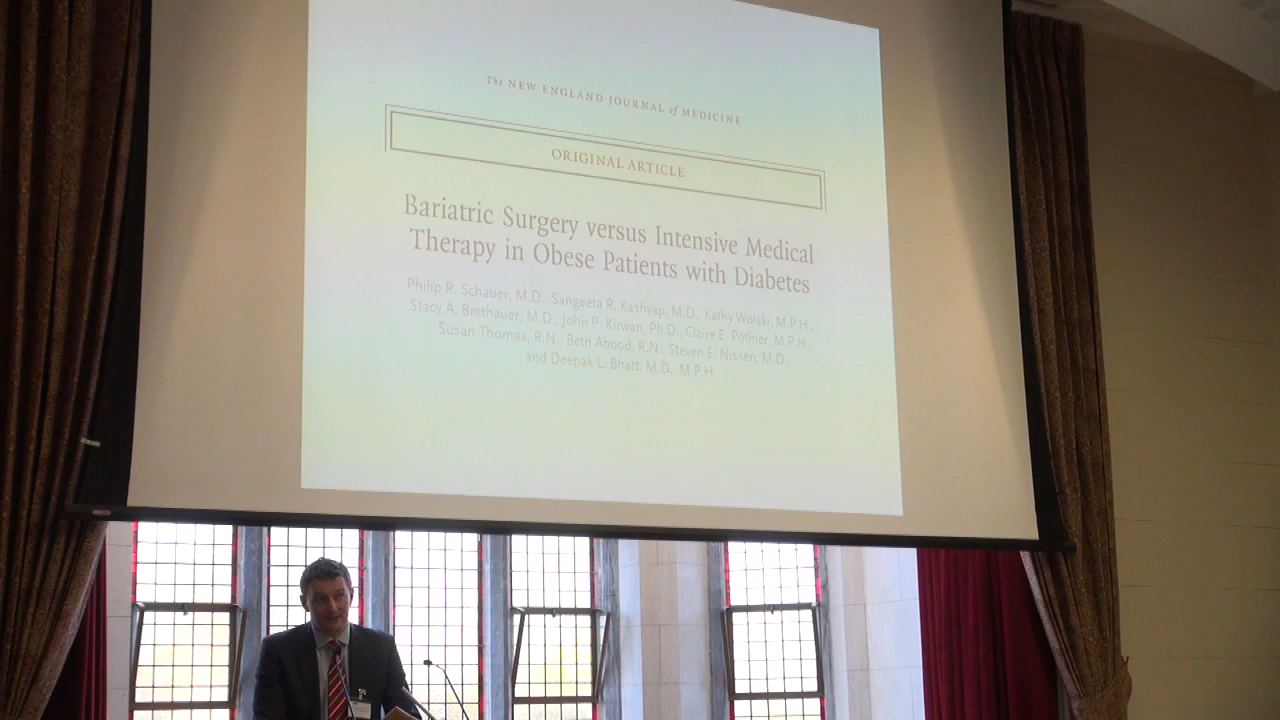 The NEW ENGLAND JOURNAL of MEDICINE
ORIGINAL ARTICLE
Bariatric Surgery versus Intensive Medical
Therapy in Obese Patients with Diabetes
Philip R. Schauer, M.D., Sangeeta R. Kashyap, M.D., Kathy Wolski, M.P.H.,
Stacy A. Brethauer, M.D., John P. Kirwan, Ph.D., Claire E. Pothier, M.P.H.,
Susan Thomas, R.N., Beth Abood, R.N., Steven E. Nissen, M.D.,
and Deepak L. Bhatt, M.D., M.P.H.